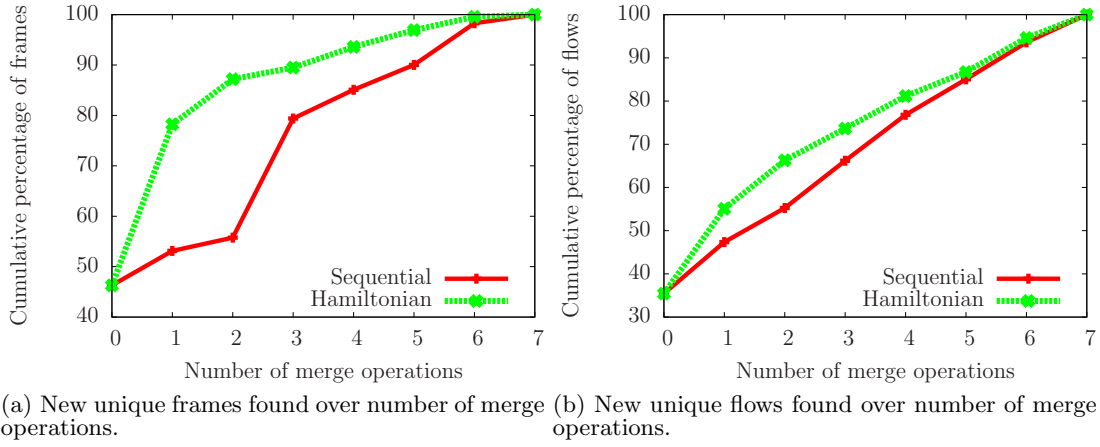 Cumulative percentage of frames
100
90
80
70
60
50
40
0 1 2 3 4 5 6 7
Number of merge operations
Sequential
Hamiltonian
(a) New unique frames found over number of merge
operations.
Cumulative percentage of flows
100
90
80
70
60
50
40
30
0 1 2 3 4 5 6 7
Number of merge operations
Sequential
Hamiltonian
(b) New unique flows found over number of merge
operations.